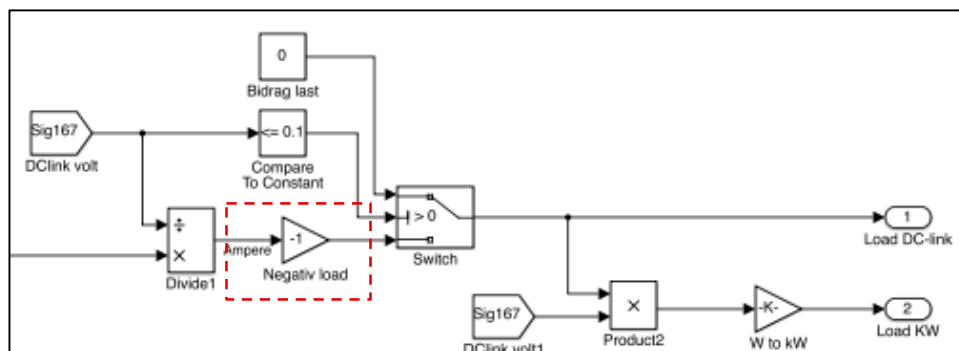 0
Bidrag last
Sig167
DClink volt
<= 0.1
Compare
To Constant
÷
×
Divide1
Ampere
-1
Negativ load
> 0
Switch
1
Load DC-link
Sig167
DClink volt1
×
Product2
-K-
W to kW
2
Load KW